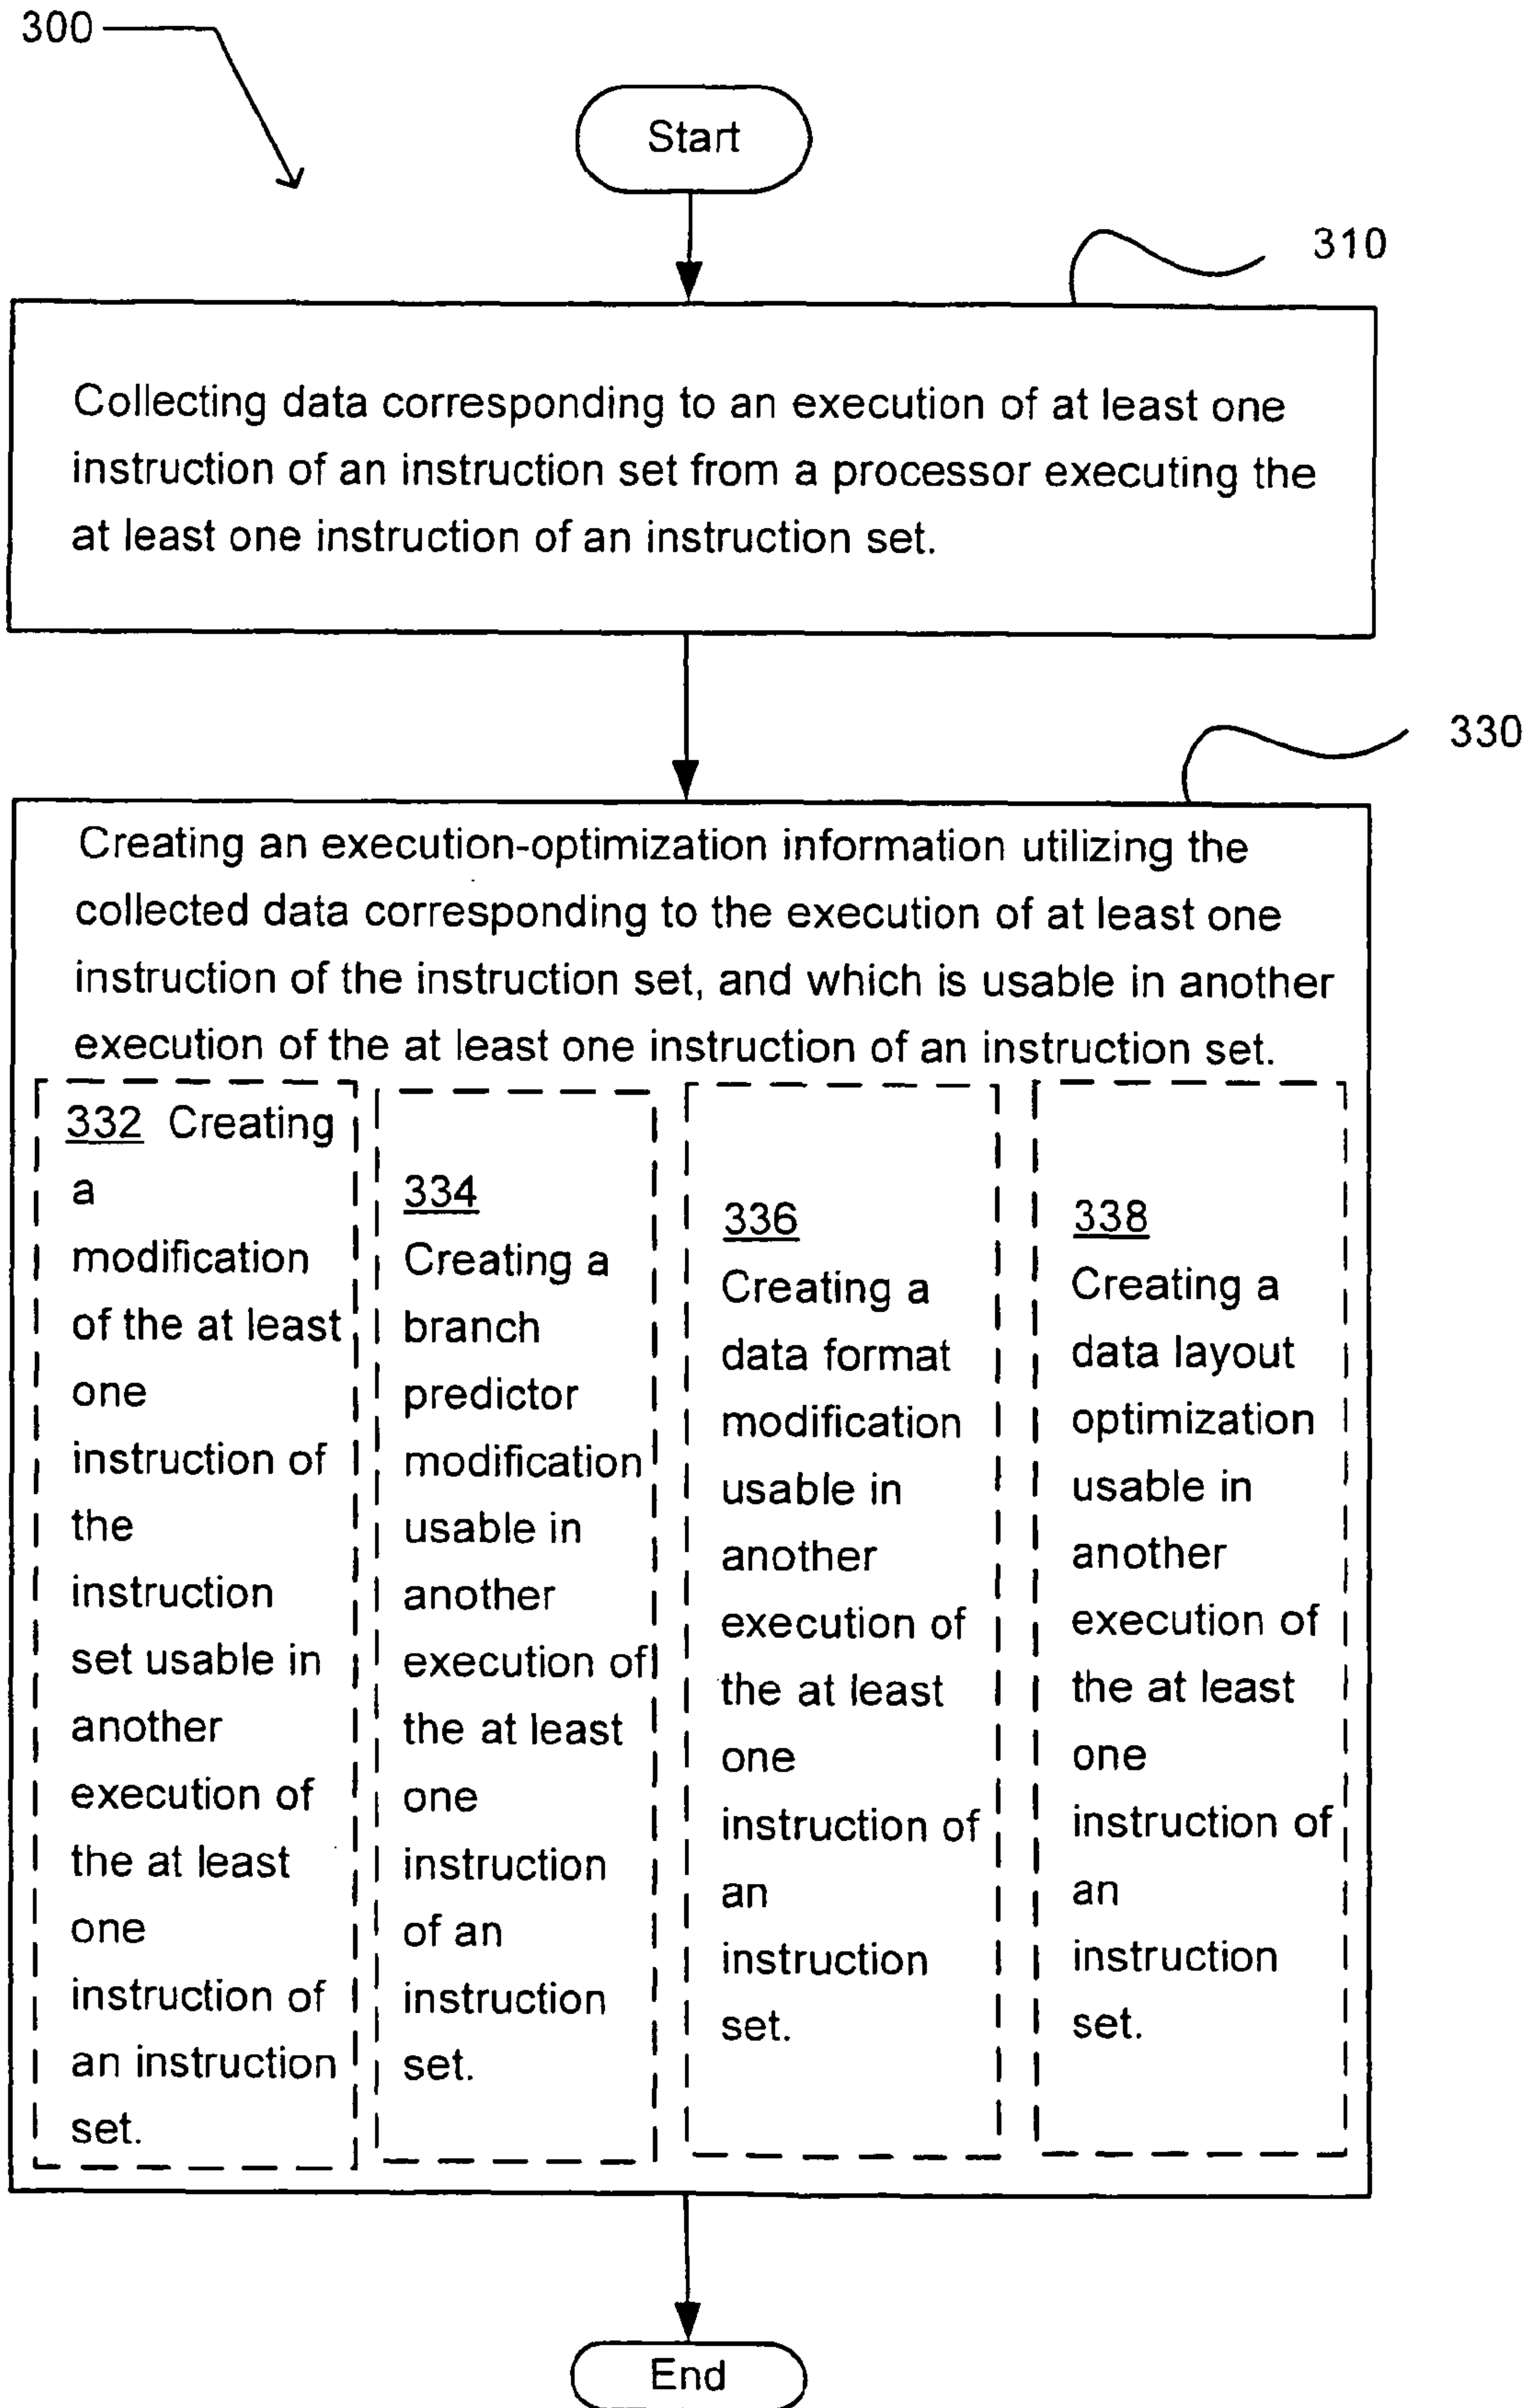 300
Start
310
Collecting data corresponding to an execution of at least one
instruction of an instruction set from a processor executing the
at least one instruction of an instruction set.
330
Creating an execution-optimization information utilizing the
collected data corresponding to the execution of at least one
instruction of the instruction set, and which is usable in another
execution of the at least one instruction of an instruction set.
332 Creating
a
modification
of the at least
one
instruction of
the
instruction
set usable in
another
execution of
the at least
one
instruction of
an instruction
set.
334
Creating a
branch
predictor
modification
usable in
another
execution of
the at least
one
instruction
of an
instruction
set.
336
Creating a
data format
modification
usable in
another
execution of
the at least
one
instruction of
an
instruction
set.
338
Creating a
data layout
optimization
usable in
another
execution of
the at least
one
instruction of
an
instruction
set.
End